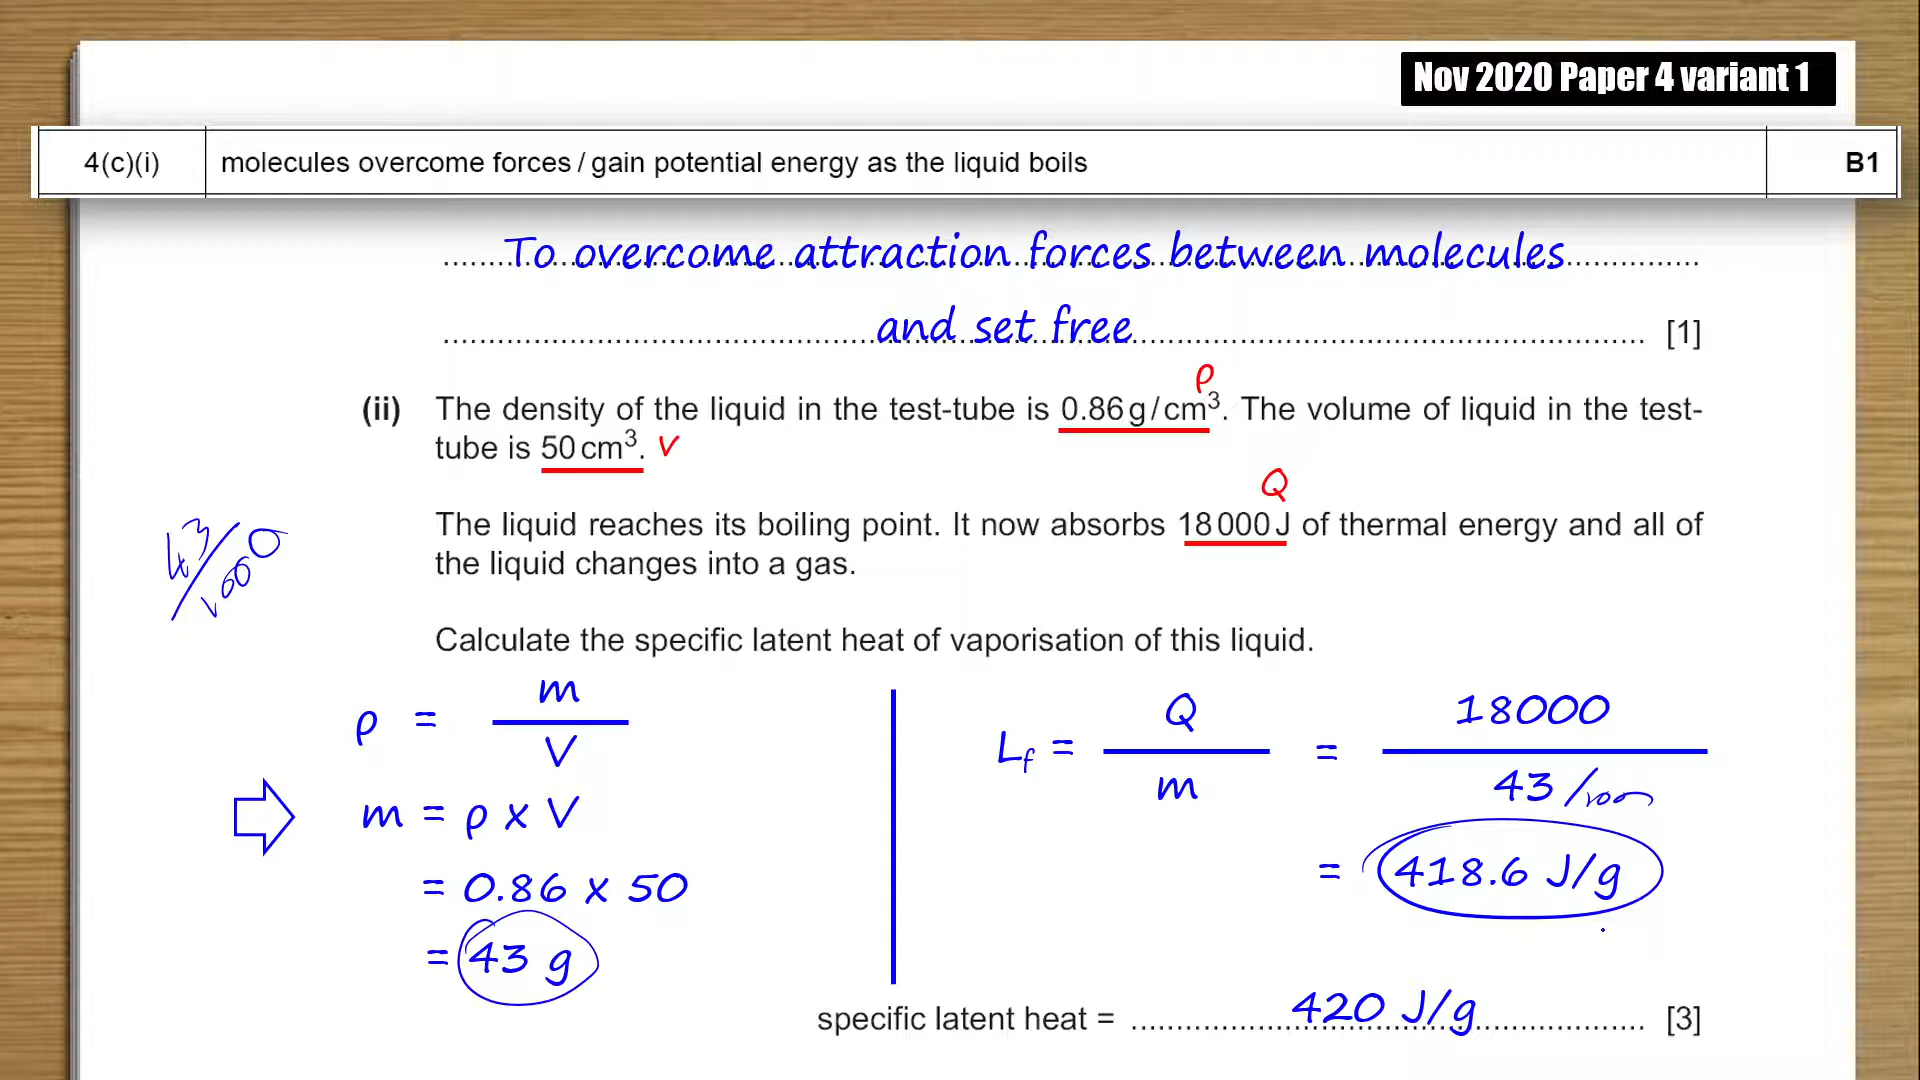 Nov 2020 Paper 4 variant 1
4(c)(i) molecules overcome forces / gain potential energy as the liquid boils B1
To overcome attraction forces between molecules
and set free [1]
ρ
(ii) The density of the liquid in the test-tube is 0.86 g/cm³. The volume of liquid in the test-
tube is 50 cm³. V
Q
The liquid reaches its boiling point. It now absorbs 18 000 J of thermal energy and all of
the liquid changes into a gas.
43/1000
Calculate the specific latent heat of vaporisation of this liquid.
ρ = m / V
m = ρ x V
= 0.86 x 50
= 43 g
L_f = Q / m = 18000 / 43 /1000
= 418.6 J/g
specific latent heat = 420 J/g [3]